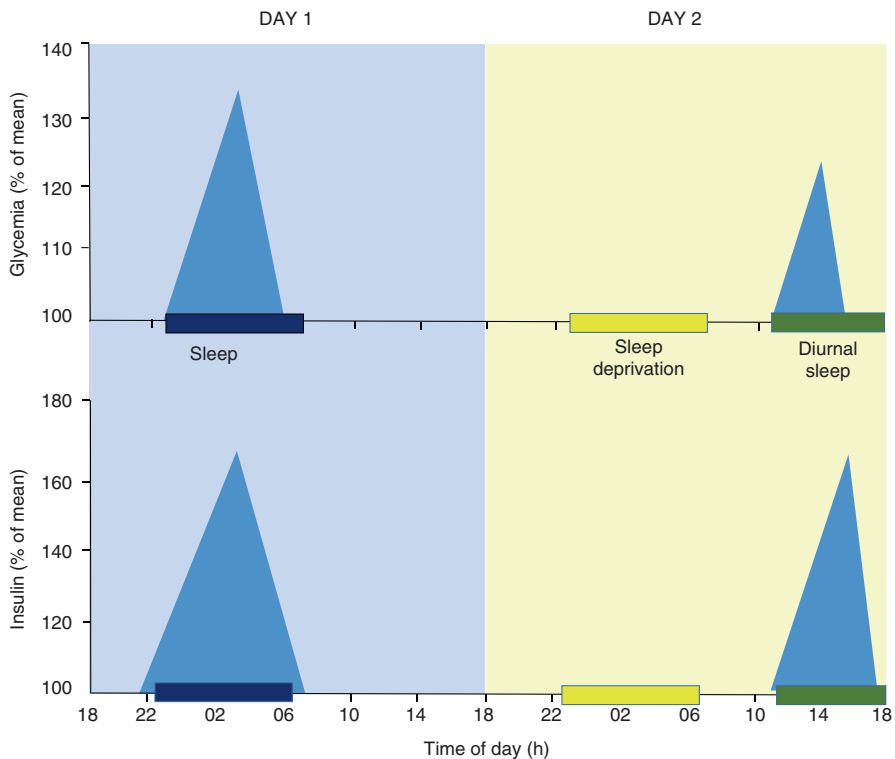 DAY 1
DAY 2
Glycemia (% of mean)
140
130
120
110
100
Sleep
Sleep
deprivation
Diurnal
sleep
Insulin (% of mean)
180
160
140
120
100
18 22 02 06 10 14 18 22 02 06 10 14 18
Time of day (h)